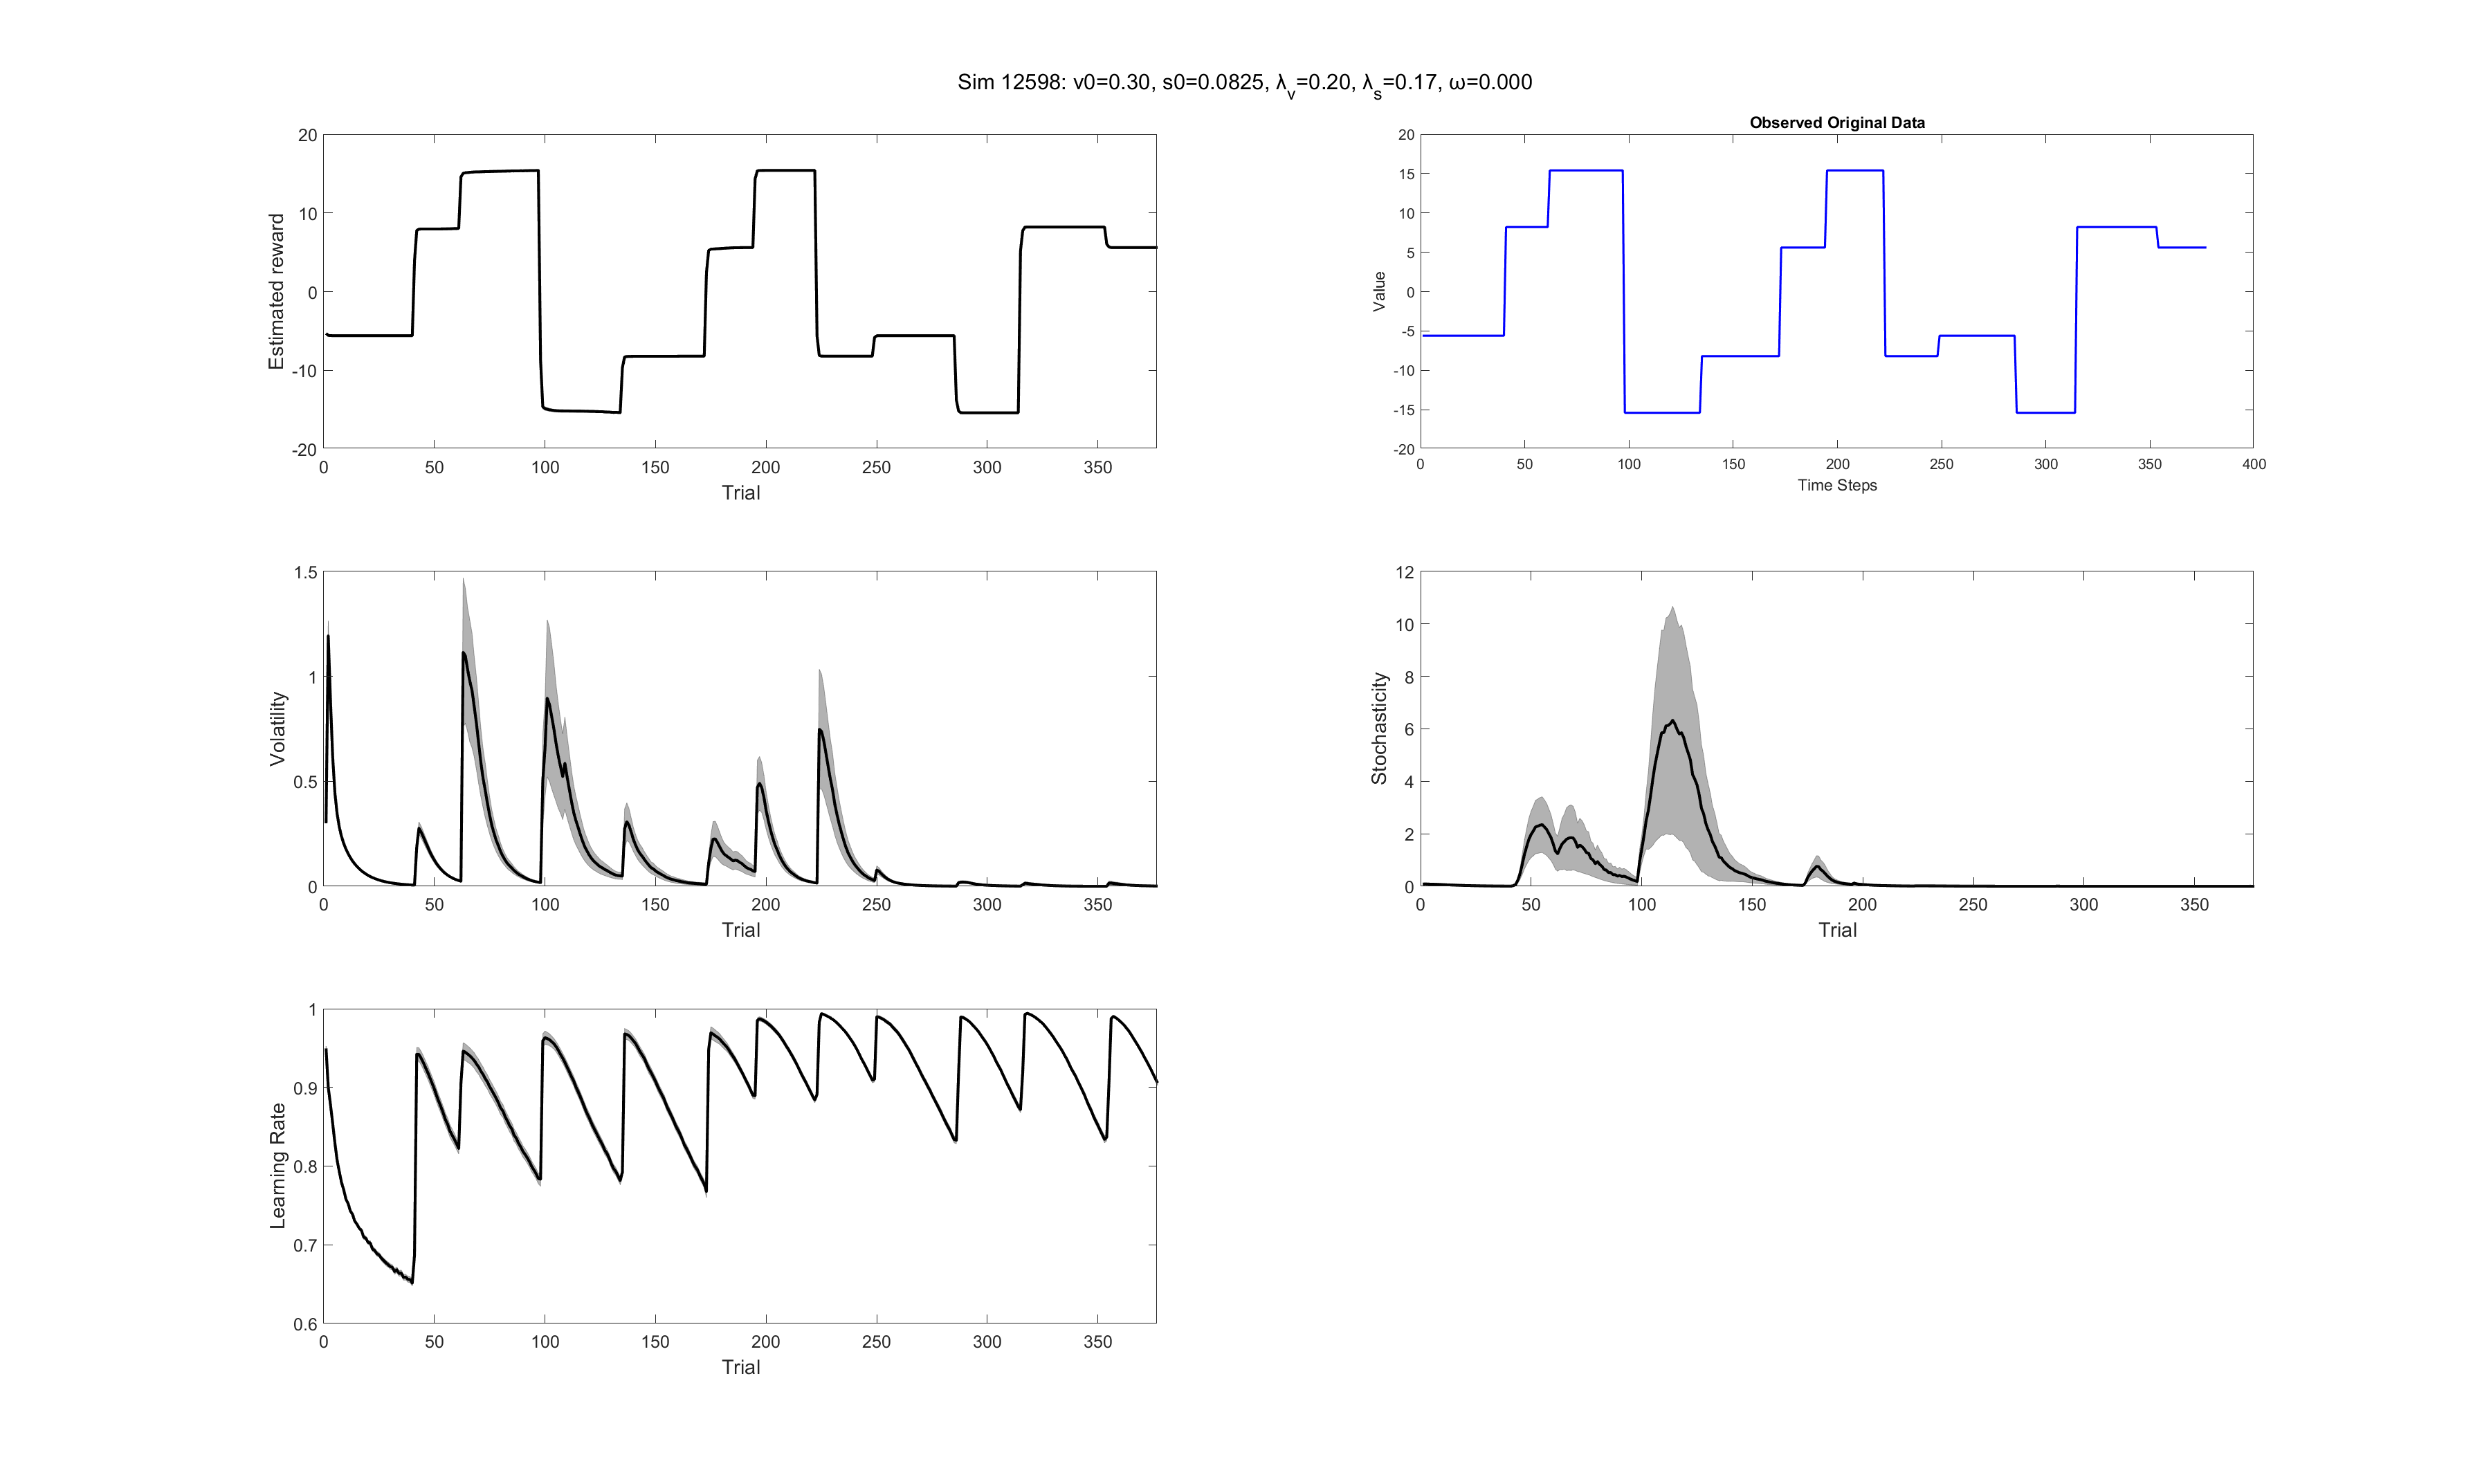 Sim 12598: v0=0.30, s0=0.0825, λv=0.20, λs=0.17, ω=0.000
20
10
0
-10
-20
Estimated reward
0 50 100 150 200 250 300 350
Trial
Observed Original Data
20
15
10
5
0
-5
-10
-15
-20
Value
0 50 100 150 200 250 300 350 400
Time Steps
1.5
1
0.5
0
Volatility
0 50 100 150 200 250 300 350
Trial
12
10
8
6
4
2
0
Stochasticity
0 50 100 150 200 250 300 350
Trial
1
0.9
0.8
0.7
0.6
Learning Rate
0 50 100 150 200 250 300 350
Trial